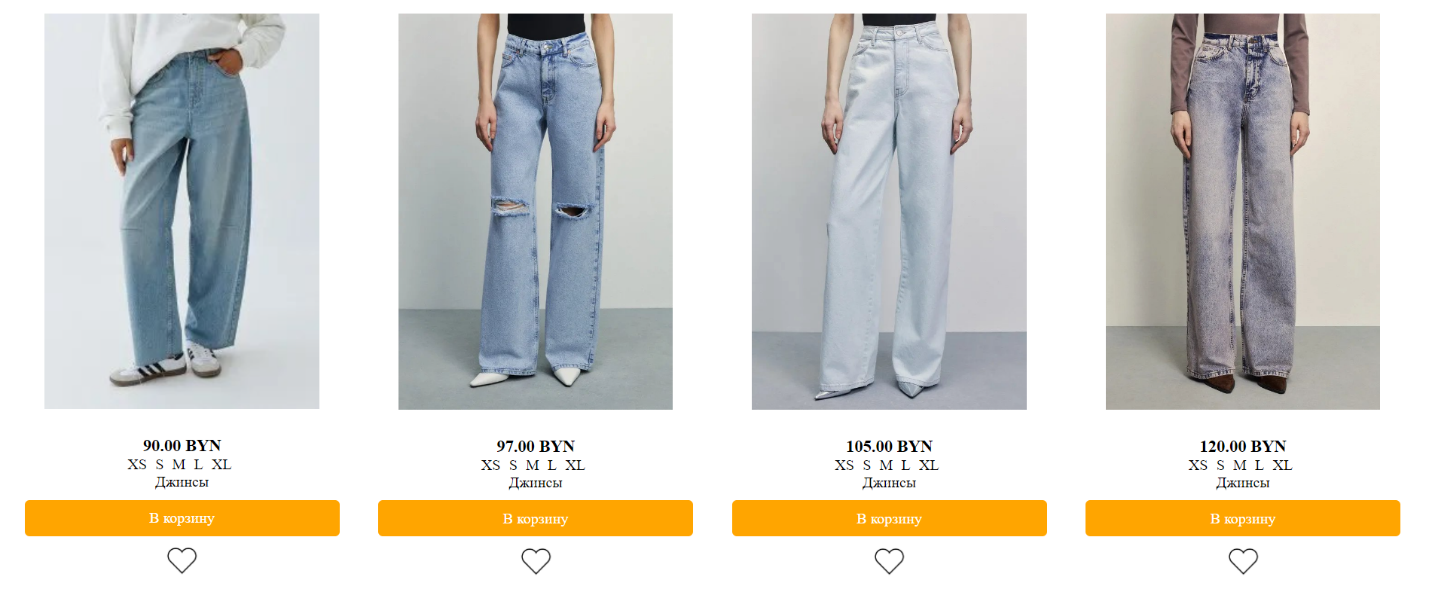 90.00 BYN
XS S M L XL
Джинсы
В корзину
97.00 BYN
XS S M L XL
Джинсы
В корзину
105.00 BYN
XS S M L XL
Джинсы
В корзину
120.00 BYN
XS S M L XL
Джинсы
В корзину